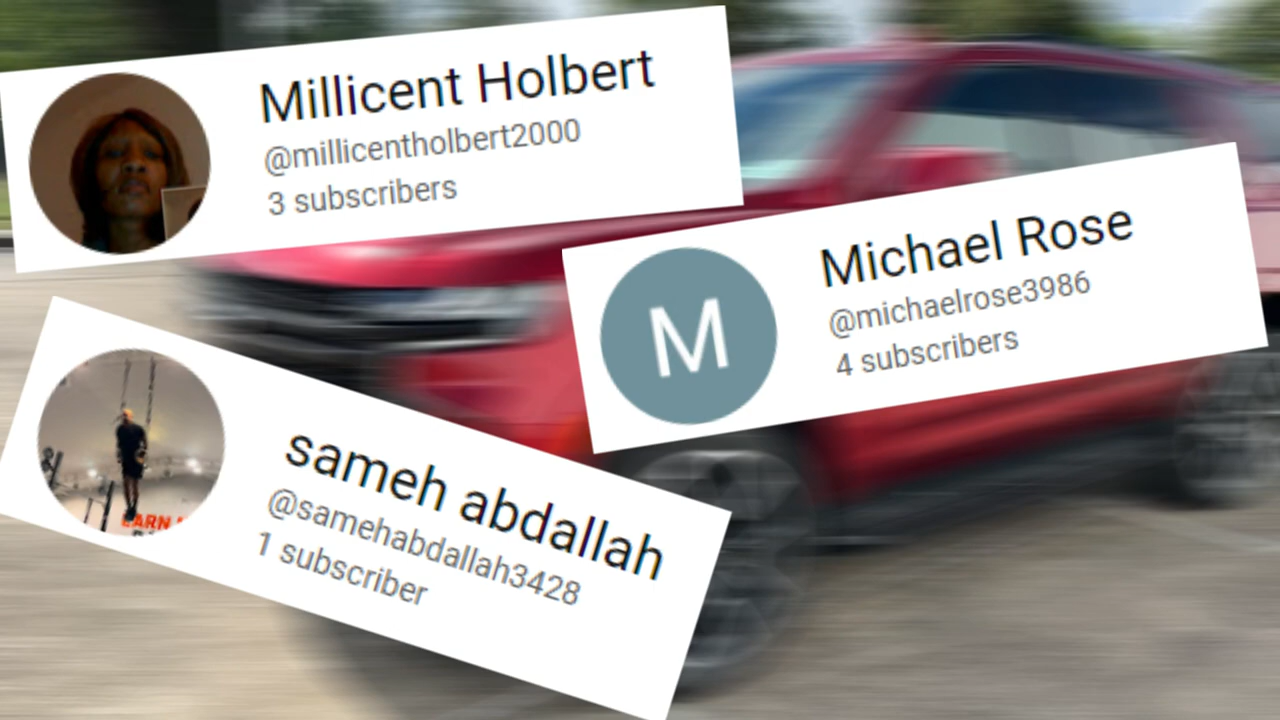 Millicent Holbert
@millicentholbert2000
3 subscribers
M
Michael Rose
@michaelrose3986
4 subscribers
sameh abdallah
@samehabdallah3428
1 subscriber